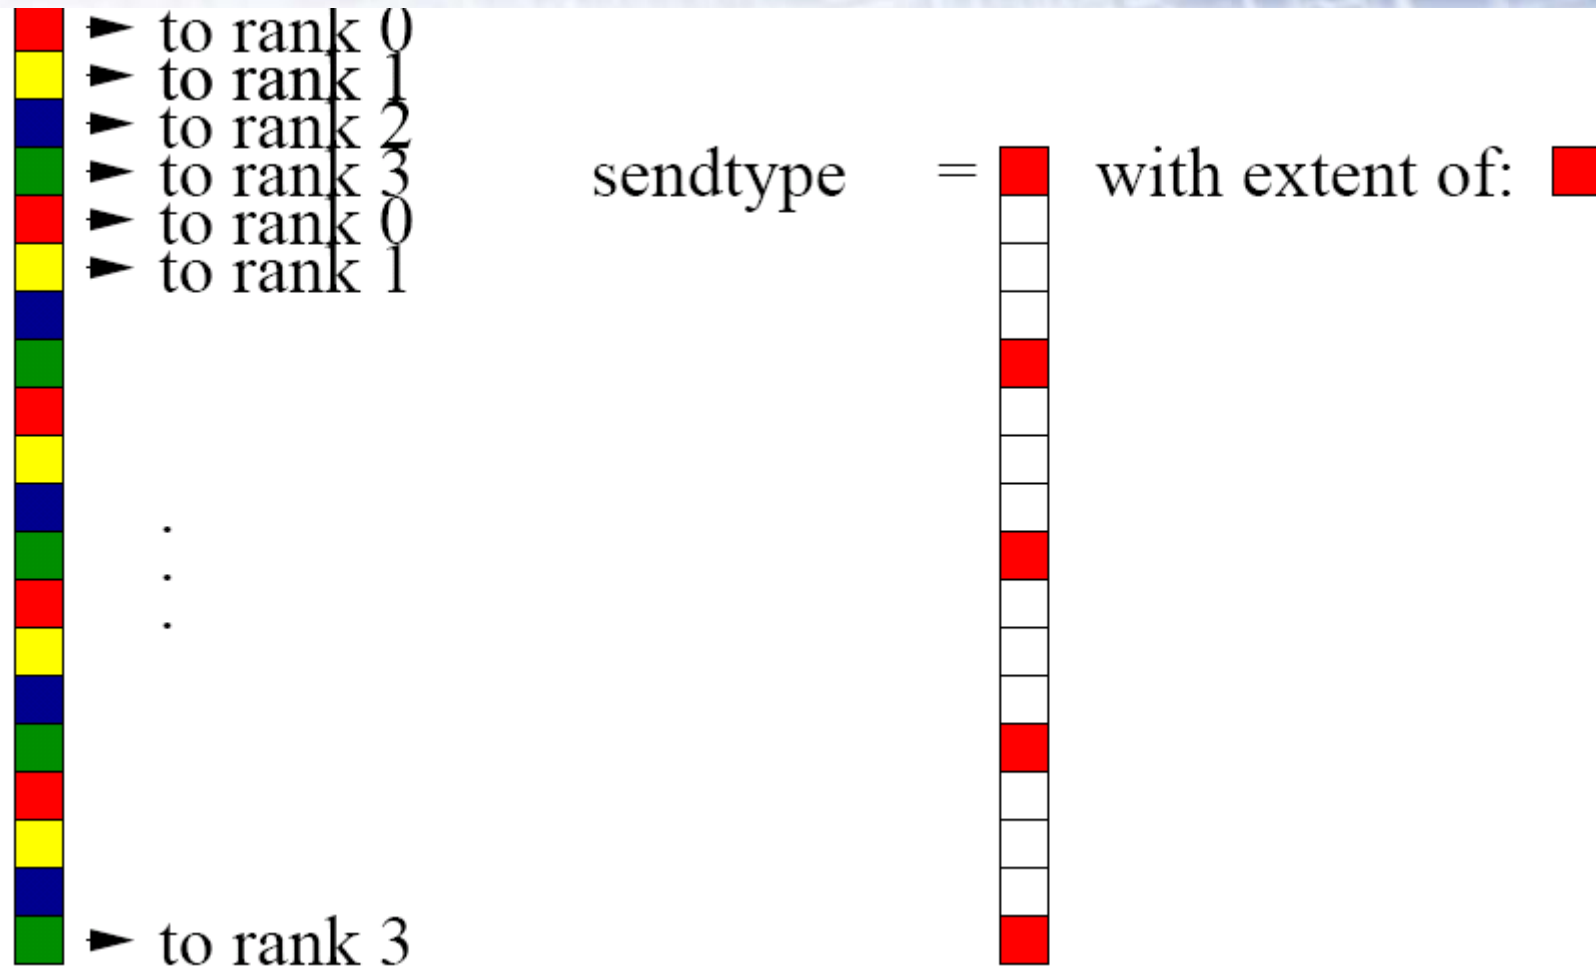 to rank 0
to rank 1
to rank 2
to rank 3
sendtype = with extent of:
to rank 0
to rank 1
.
.
.
to rank 3